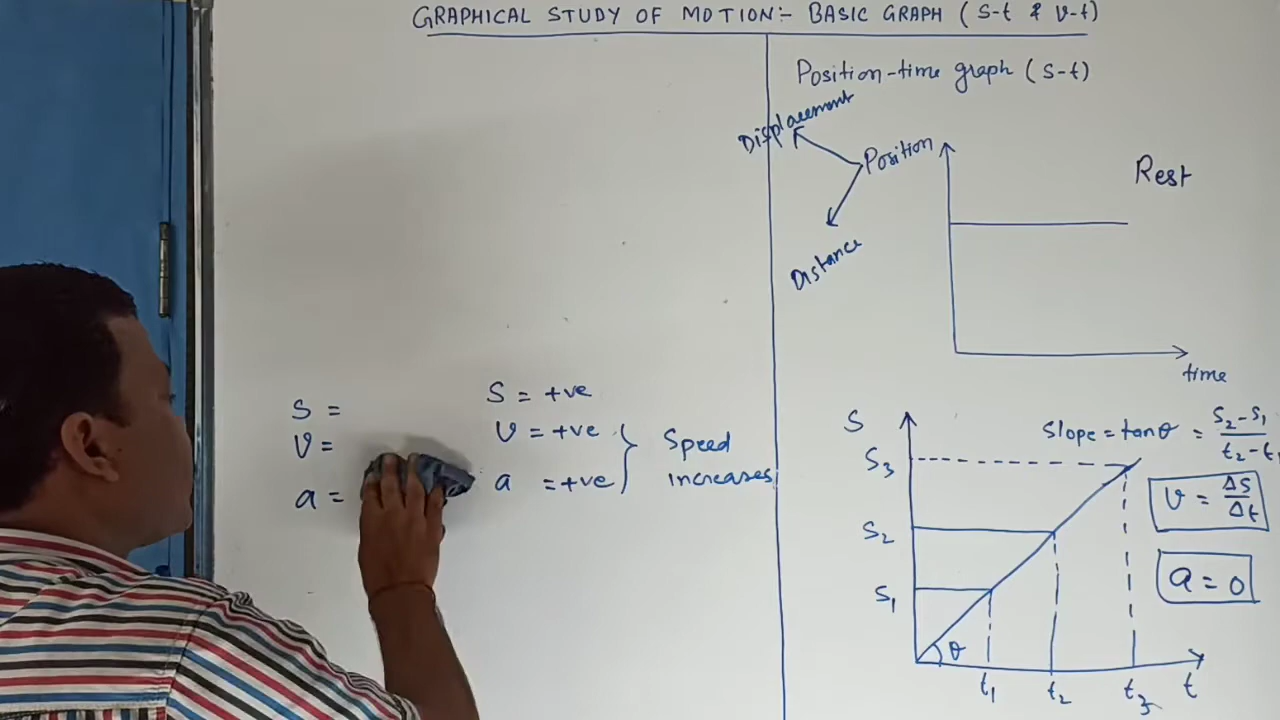 GRAPHICAL STUDY OF MOTION:- BASIC GRAPH (S-t & v-t)
S =
V =
a =
S = +ve
V = +ve
a = +ve
Speed
increases
Position-time graph (S-t)
Displacement
Position
Distance
Rest
time
S
S3
S2
S1
θ
t1
t2
t3
t
Slope = tanθ = S2-S1
t2-t1
V = ΔS
Δt
a = 0